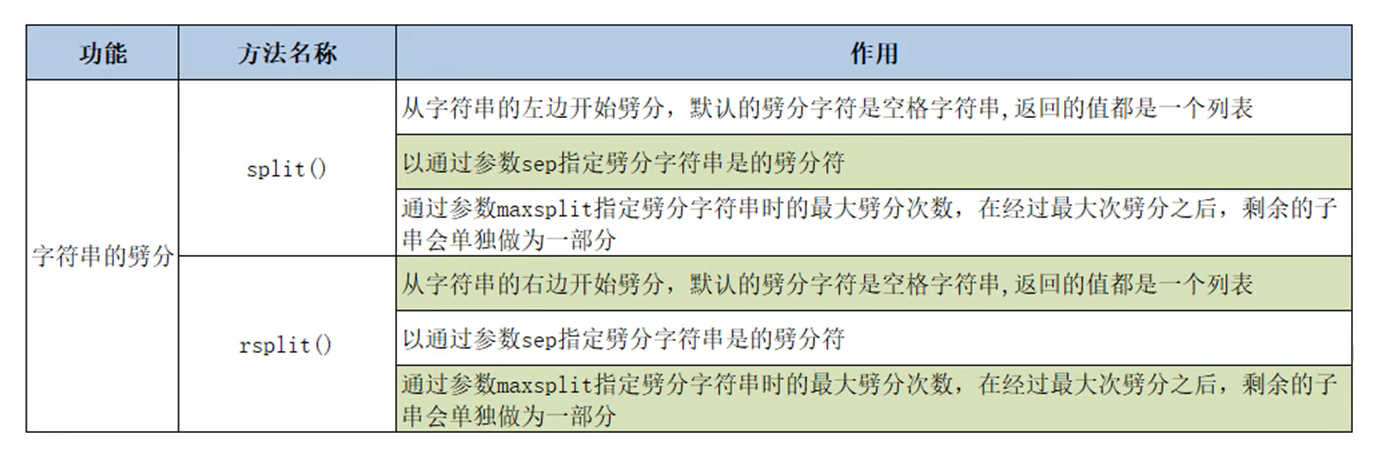 功能 方法名称 作用
从字符串的左边开始劈分，默认的劈分字符是空格字符串,返回的值都是一个列表
以通过参数sep指定劈分字符串是的劈分符
split()
通过参数maxsplit指定劈分字符串时的最大劈分次数，在经过最大次劈分之后，剩余的子
串会单独做为一部分
字符串的劈分
从字符串的右边开始劈分，默认的劈分字符是空格字符串,返回的值都是一个列表
以通过参数sep指定劈分字符串是的劈分符
rsplit()
通过参数maxsplit指定劈分字符串时的最大劈分次数，在经过最大次劈分之后，剩余的子
串会单独做为一部分